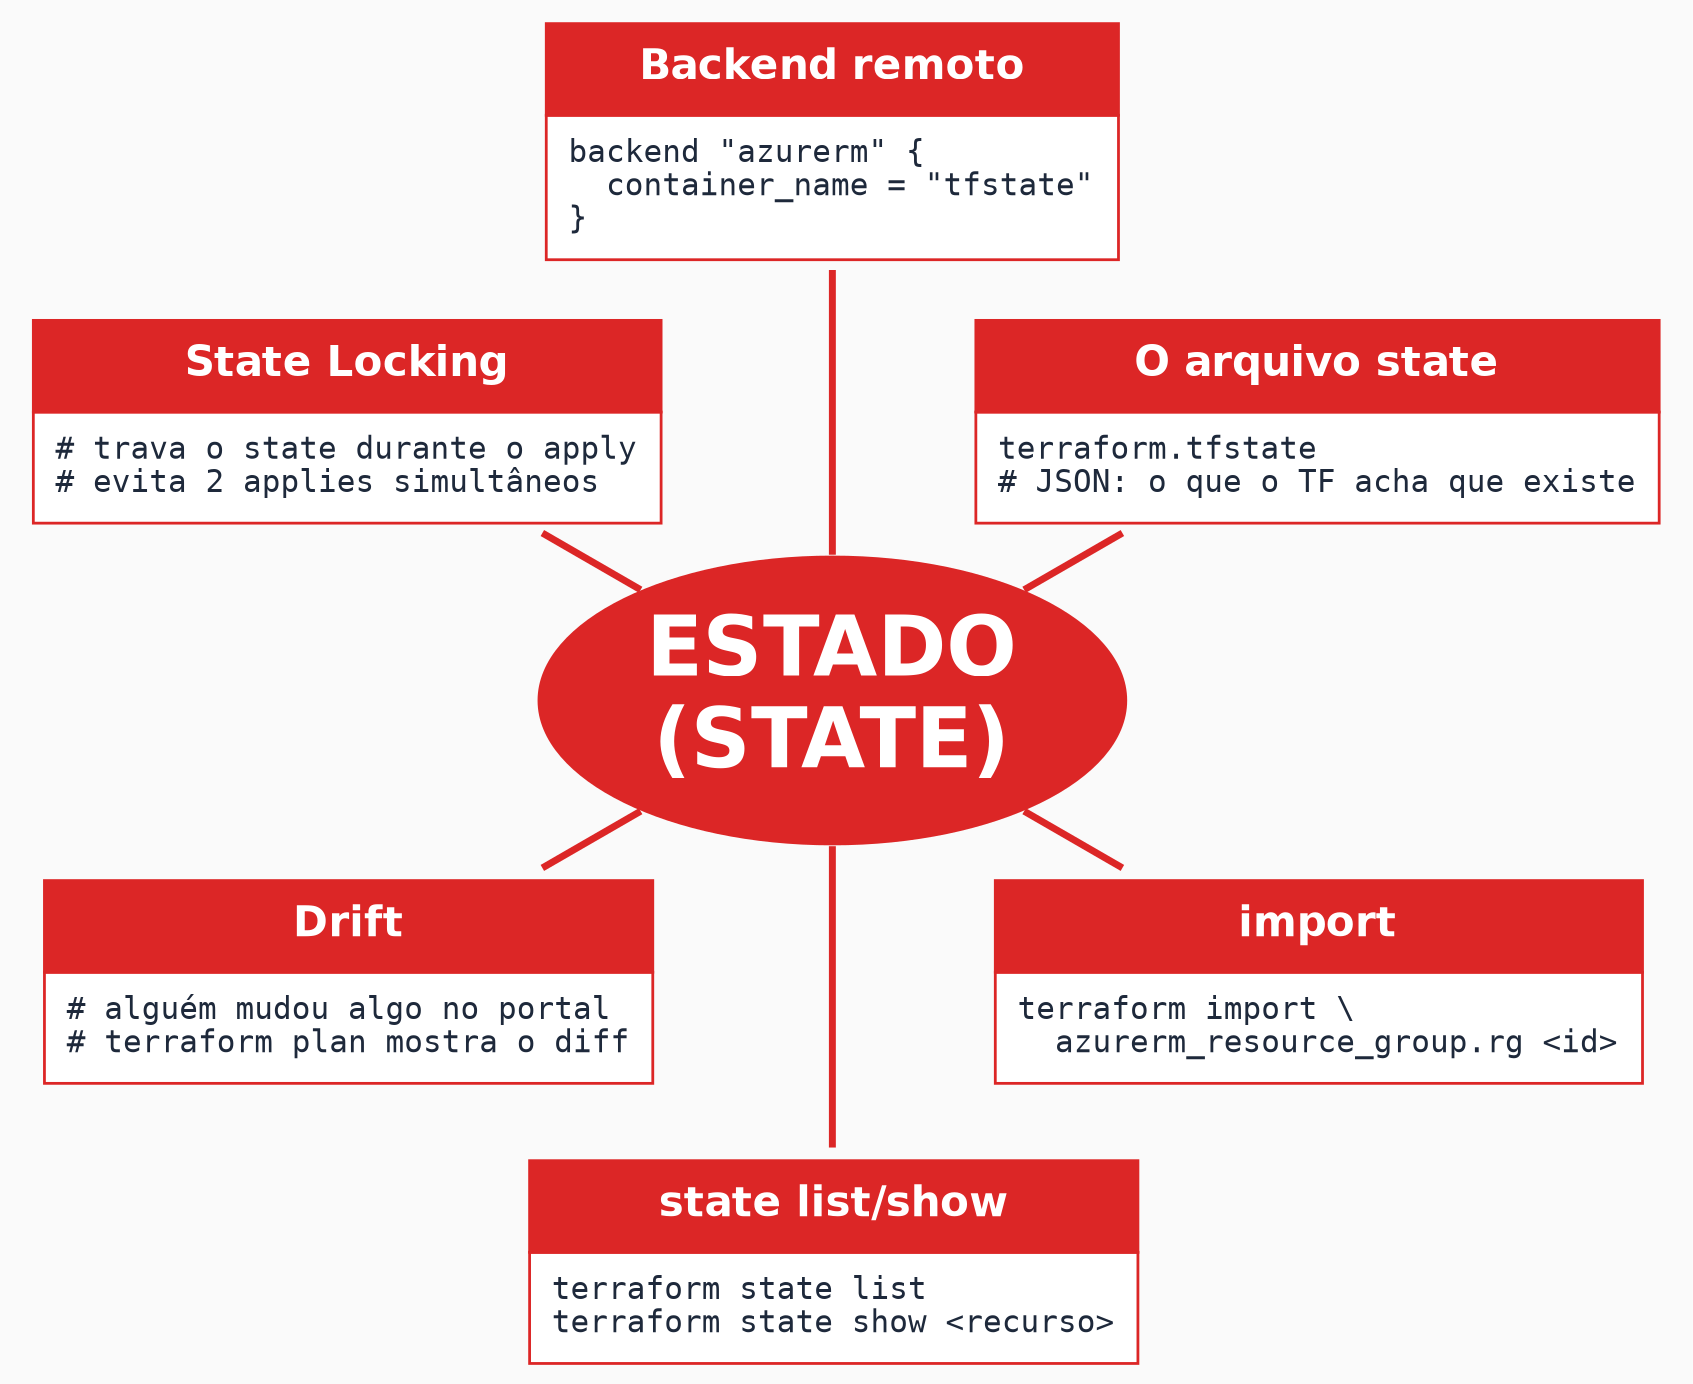 Backend remoto
backend "azurerm" {
  container_name = "tfstate"
}
State Locking
# trava o state durante o apply
# evita 2 applies simultâneos
O arquivo state
terraform.tfstate
# JSON: o que o TF acha que existe
ESTADO
(STATE)
Drift
# alguém mudou algo no portal
# terraform plan mostra o diff
import
terraform import \
  azurerm_resource_group.rg <id>
state list/show
terraform state list
terraform state show <recurso>